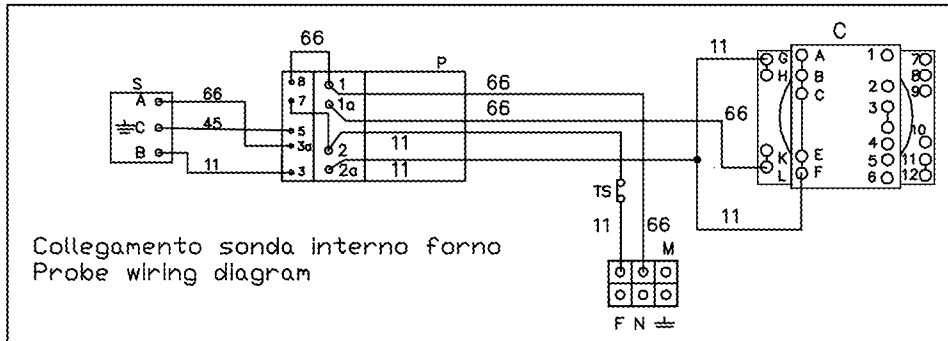 66
11
C
P
G
A
1
7
8
1
66
H
B
8
S
7
1a
66
C
2
9
A
66
66
3
C
45
5
11
10
3a
2
4
B
11
3
2a
11
K
E
5
11
L
F
6
12
TS
11
11
66
M
Collegamento sonda interno forno
Probe wiring diagram
F N